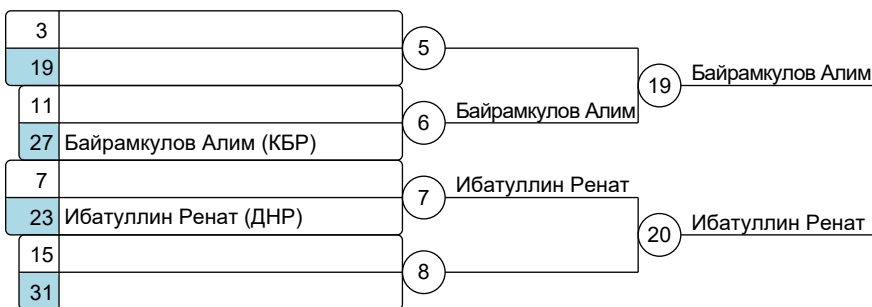 3
19
5
11
27 Байрамкулов Алим (КБР)
6 Байрамкулов Алим
19 Байрамкулов Алим
7
23 Ибатуллин Ренат (ДНР)
7 Ибатуллин Ренат
15
31
8
20 Ибатуллин Ренат